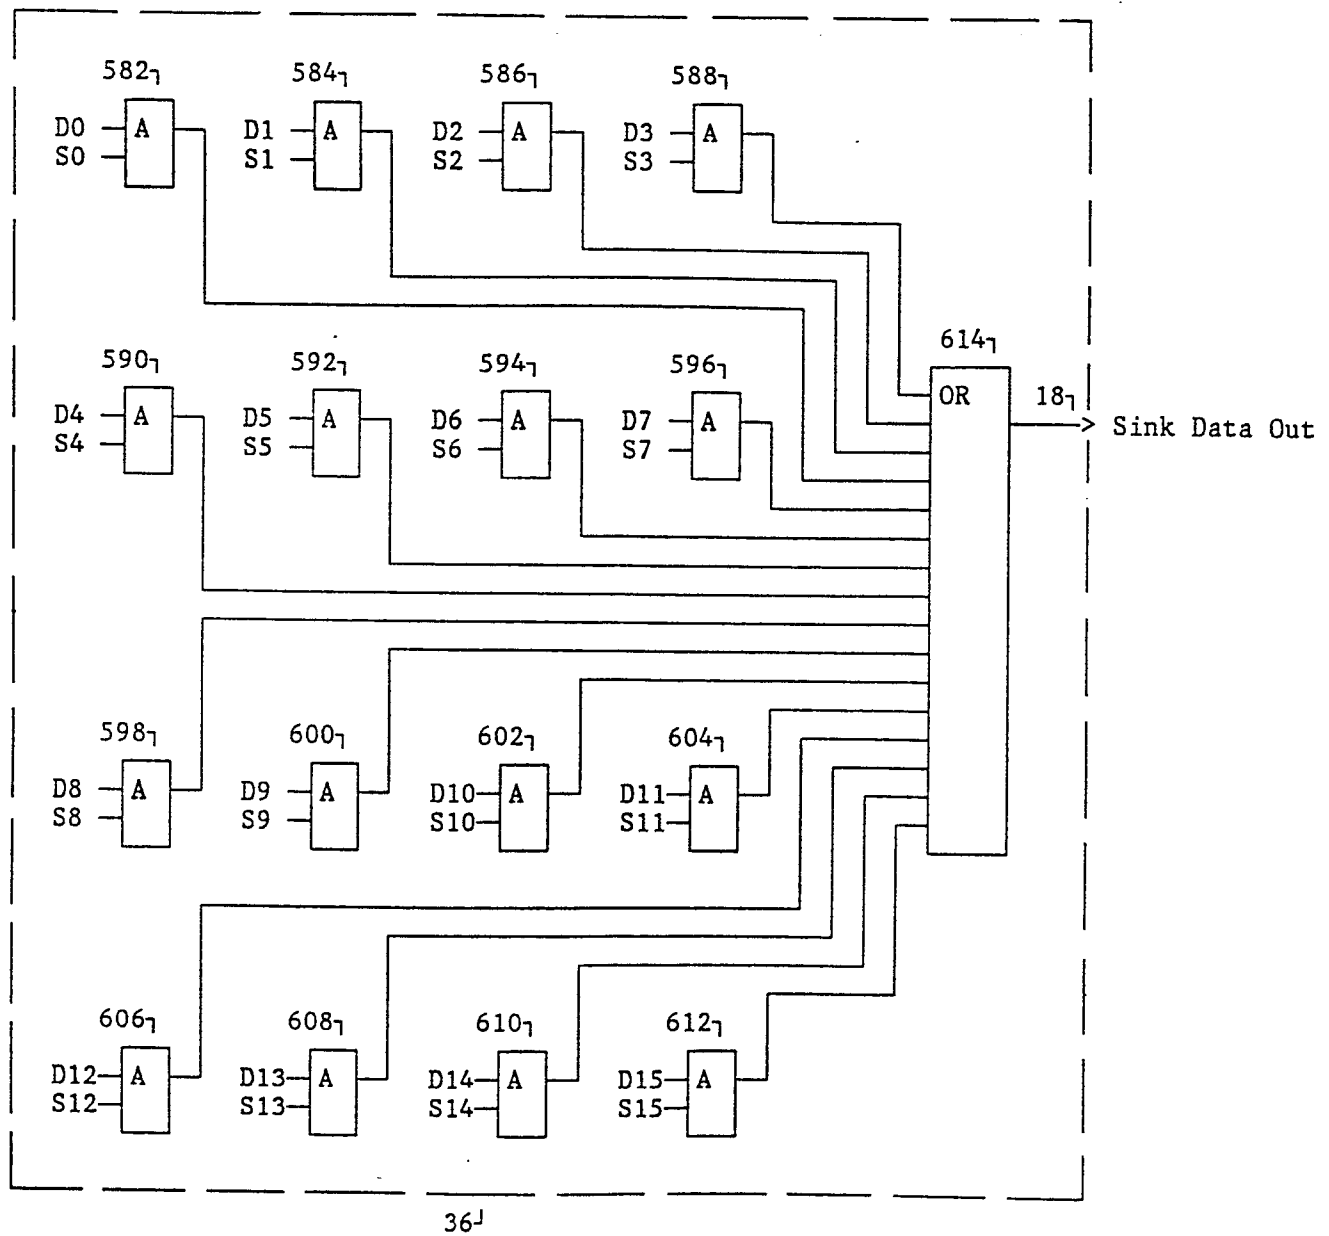 582 584 586 588
D0 A D1 A D2 A D3 A
S0 S1 S2 S3
614
590 592 594 596
OR 18
D4 A D5 A D6 A D7 A Sink Data Out
S4 S5 S6 S7
598 600 602 604
D8 A D9 A D10 A D11 A
S8 S9 S10 S11
606 608 610 612
D12 A D13 A D14 A D15 A
S12 S13 S14 S15
36